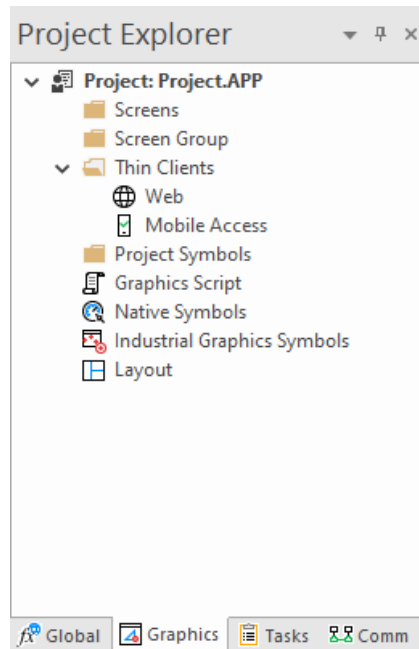 Project Explorer
Project: Project.APP
Screens
Screen Group
Thin Clients
Web
Mobile Access
Project Symbols
Graphics Script
Native Symbols
Industrial Graphics Symbols
Layout
Global Graphics Tasks Comm